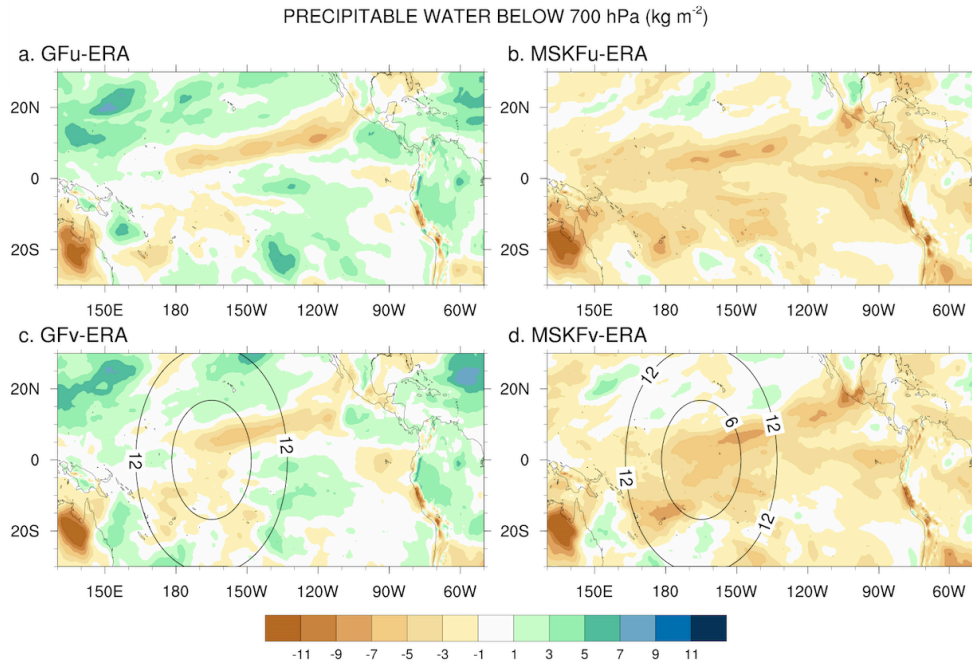 PRECIPITABLE WATER BELOW 700 hPa (kg m⁻²)
a. GFu-ERA
b. MSKFu-ERA
20N
0
20S
150E 180 150W 120W 90W 60W
20N
0
20S
150E 180 150W 120W 90W 60W
c. GFv-ERA
d. MSKFv-ERA
20N
0
20S
12
12
150E 180 150W 120W 90W 60W
20N
0
20S
12
6
12
12
12
150E 180 150W 120W 90W 60W
-11 -9 -7 -5 -3 -1 1 3 5 7 9 11